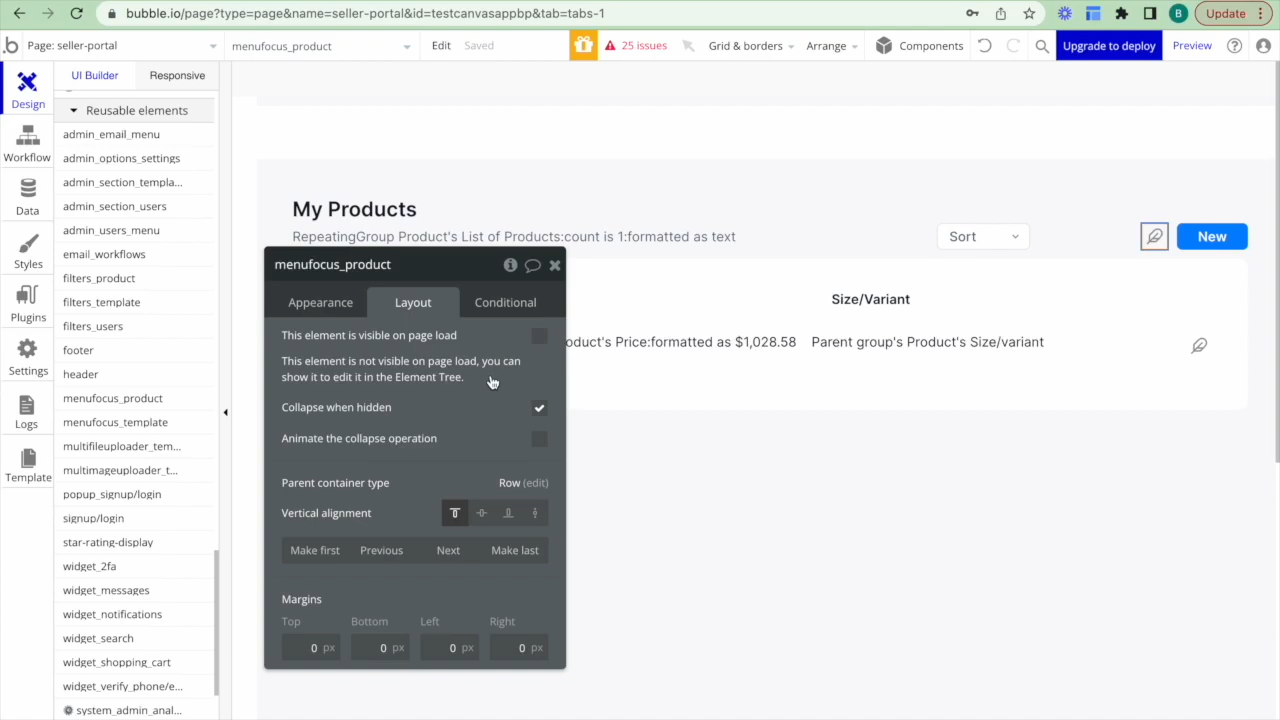 bubble.io/page?type=page&name=seller-portal&id=testcanvasappbp&tab=tabs-1
B
Update
b
Page: seller-portal
menufocus_product
Edit
Saved
25 issues
Grid & borders
Arrange
Components
Upgrade to deploy
Preview
Design
Workflow
Data
Styles
Plugins
Settings
Logs
Template
UI Builder
Responsive
Reusable elements
admin_email_menu
admin_options_settings
admin_section_templa...
admin_section_users
admin_users_menu
email_workflows
filters_product
filters_template
filters_users
footer
header
menufocus_product
menufocus_template
multifileuploader_tem...
multimageuploader_t...
popup_signup/login
signup/login
star-rating-display
widget_2fa
widget_messages
widget_notifications
widget_search
widget_shopping_cart
widget_verify_phone/e...
system_admin_anal...
My Products
RepeatingGroup Product's List of Products:count is 1:formatted as text
Sort
New
Size/Variant
oduct's Price:formatted as $1,028.58
Parent group's Product's Size/variant
menufocus_product
Appearance
Layout
Conditional
This element is visible on page load
This element is not visible on page load, you can
show it to edit it in the Element Tree.
Collapse when hidden
Animate the collapse operation
Parent container type
Row (edit)
Vertical alignment
Make first
Previous
Next
Make last
Margins
Top
Bottom
Left
Right
0 px
0 px
0 px
0 px